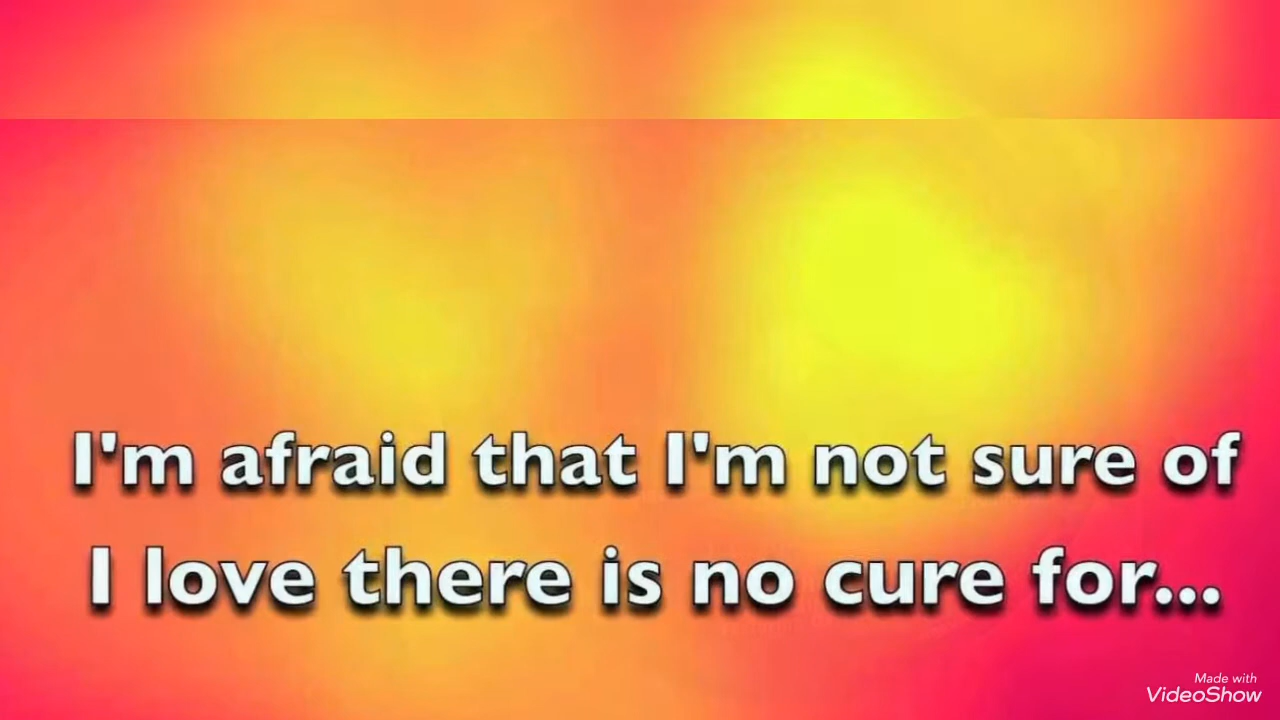 I'm afraid that I'm not sure of
I love there is no cure for...
Made with
VideoShow